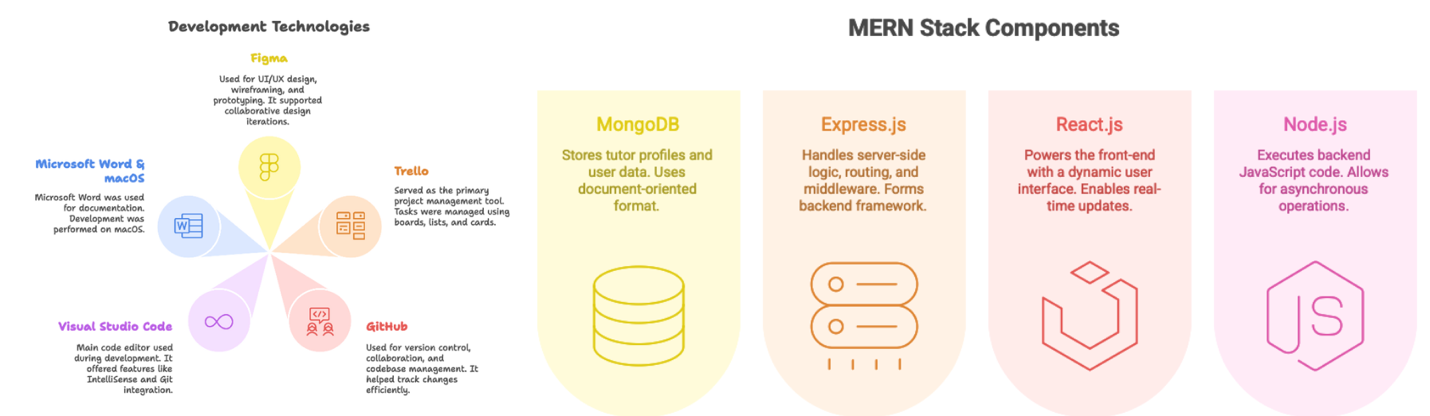 Development Technologies
Figma
Used for UI/UX design,
wireframing, and
prototyping. It supported
collaborative design
iterations.
Microsoft Word &
macOS
Microsoft Word was used
for documentation.
Development was
performed on macOS.
W
Trello
Served as the primary
project management tool.
Tasks were managed using
boards, lists, and cards.
Visual Studio Code
Main code editor used
during development. It
offered features like
IntelliSense and Git
integration.
</>
GitHub
Used for version control,
collaboration, and
codebase management. It
helped track changes
efficiently.
MERN Stack Components
MongoDB
Stores tutor profiles and
user data. Uses
document-oriented
format.
Express.js
Handles server-side
logic, routing, and
middleware. Forms
backend framework.
React.js
Powers the front-end
with a dynamic user
interface. Enables real-
time updates.
Node.js
Executes backend
JavaScript code. Allows
for asynchronous
operations.
JS